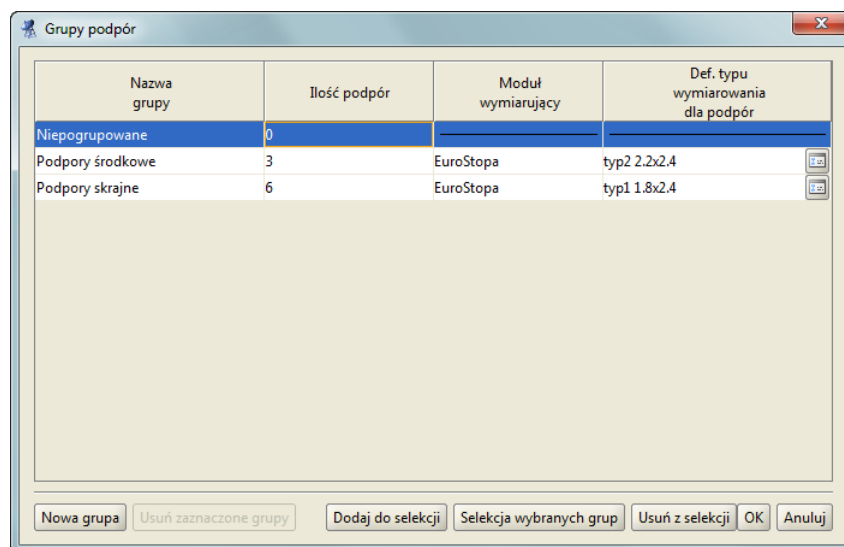 Grupy podpór
Nazwa
grupy
Ilość podpór
Moduł
wymiarujący
Def. typu
wymiarowania
dla podpór
Niepogrupowane 0
Podpory środkowe 3 EuroStopa typ2 2.2x2.4
Podpory skrajne 6 EuroStopa typ1 1.8x2.4
Nowa grupa Usuń zaznaczone grupy Dodaj do selekcji Selekcja wybranych grup Usuń z selekcji OK Anuluj